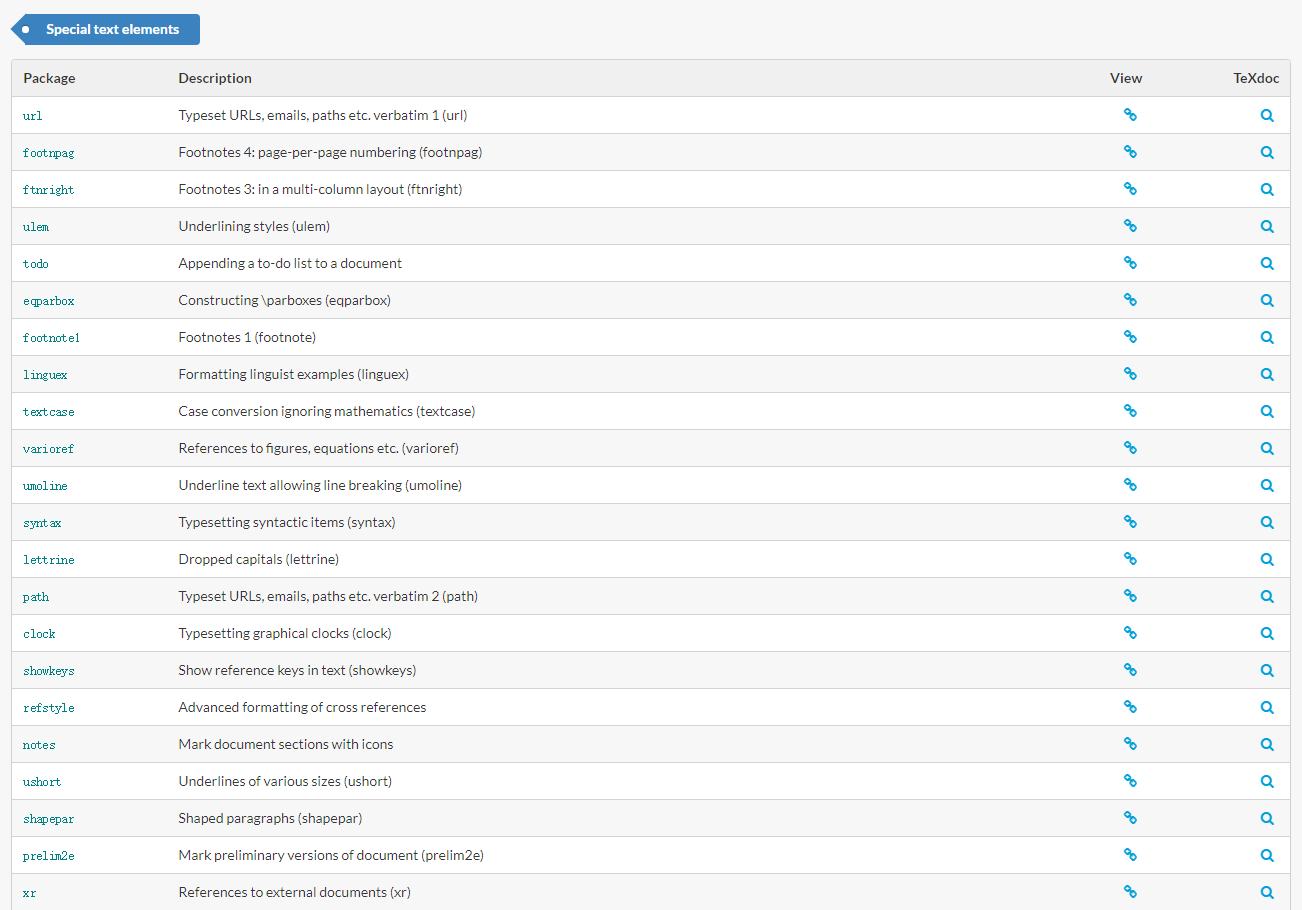 Special text elements
Package Description View TeXdoc
url Typeset URLs, emails, paths etc. verbatim 1 (url)
footnpag Footnotes 4: page-per-page numbering (footnpag)
ftnright Footnotes 3: in a multi-column layout (ftnright)
ulem Underlining styles (ulem)
todo Appending a to-do list to a document
eqparbox Constructing \parboxes (eqparbox)
footnote1 Footnotes 1 (footnote)
linguex Formatting linguist examples (linguex)
textcase Case conversion ignoring mathematics (textcase)
varioref References to figures, equations etc. (varioref)
umoline Underline text allowing line breaking (umoline)
syntax Typesetting syntactic items (syntax)
lettrine Dropped capitals (lettrine)
path Typeset URLs, emails, paths etc. verbatim 2 (path)
clock Typesetting graphical clocks (clock)
showkeys Show reference keys in text (showkeys)
refstyle Advanced formatting of cross references
notes Mark document sections with icons
ushort Underlines of various sizes (ushort)
shapepar Shaped paragraphs (shapepar)
prelim2e Mark preliminary versions of document (prelim2e)
xr References to external documents (xr)